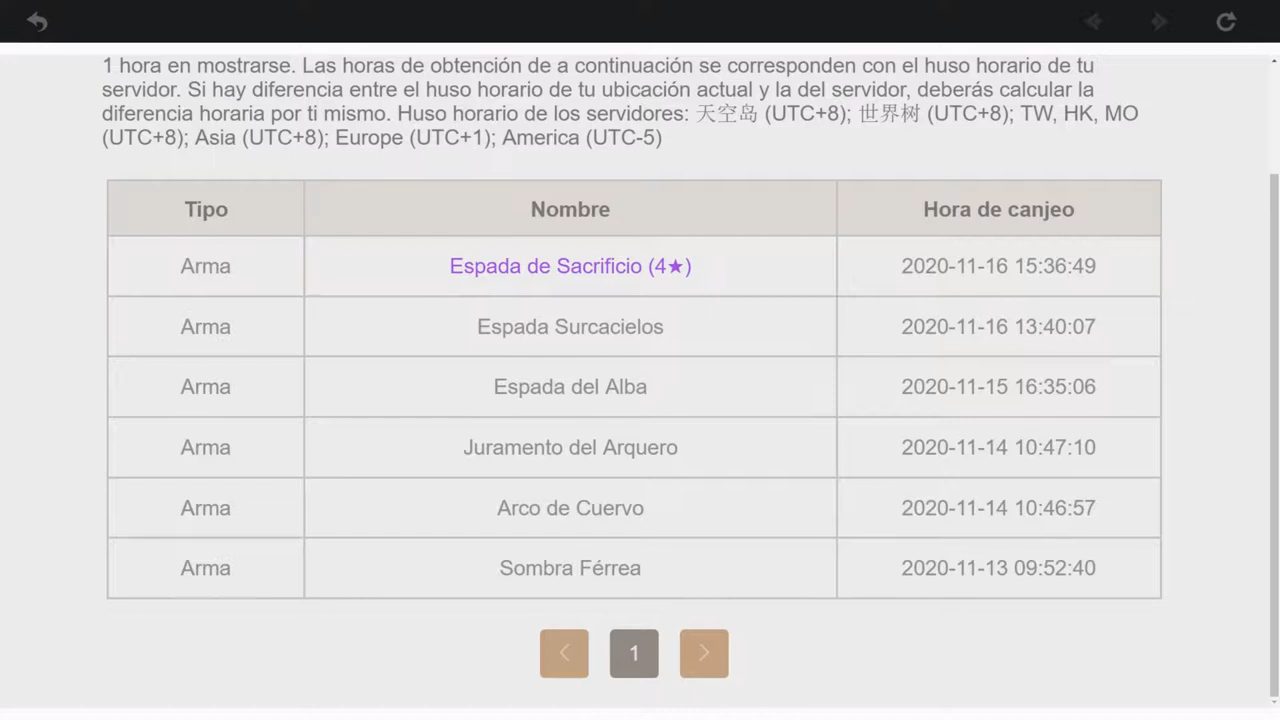 1 hora en mostrarse. Las horas de obtención de a continuación se corresponden con el huso horario de tu
servidor. Si hay diferencia entre el huso horario de tu ubicación actual y la del servidor, deberás calcular la
diferencia horaria por ti mismo. Huso horario de los servidores: 天空岛 (UTC+8); 世界树 (UTC+8); TW, HK, MO
(UTC+8); Asia (UTC+8); Europe (UTC+1); America (UTC-5)
Tipo Nombre Hora de canjeo
Arma Espada de Sacrificio (4★) 2020-11-16 15:36:49
Arma Espada Surcacielos 2020-11-16 13:40:07
Arma Espada del Alba 2020-11-15 16:35:06
Arma Juramento del Arquero 2020-11-14 10:47:10
Arma Arco de Cuervo 2020-11-14 10:46:57
Arma Sombra Férrea 2020-11-13 09:52:40
1